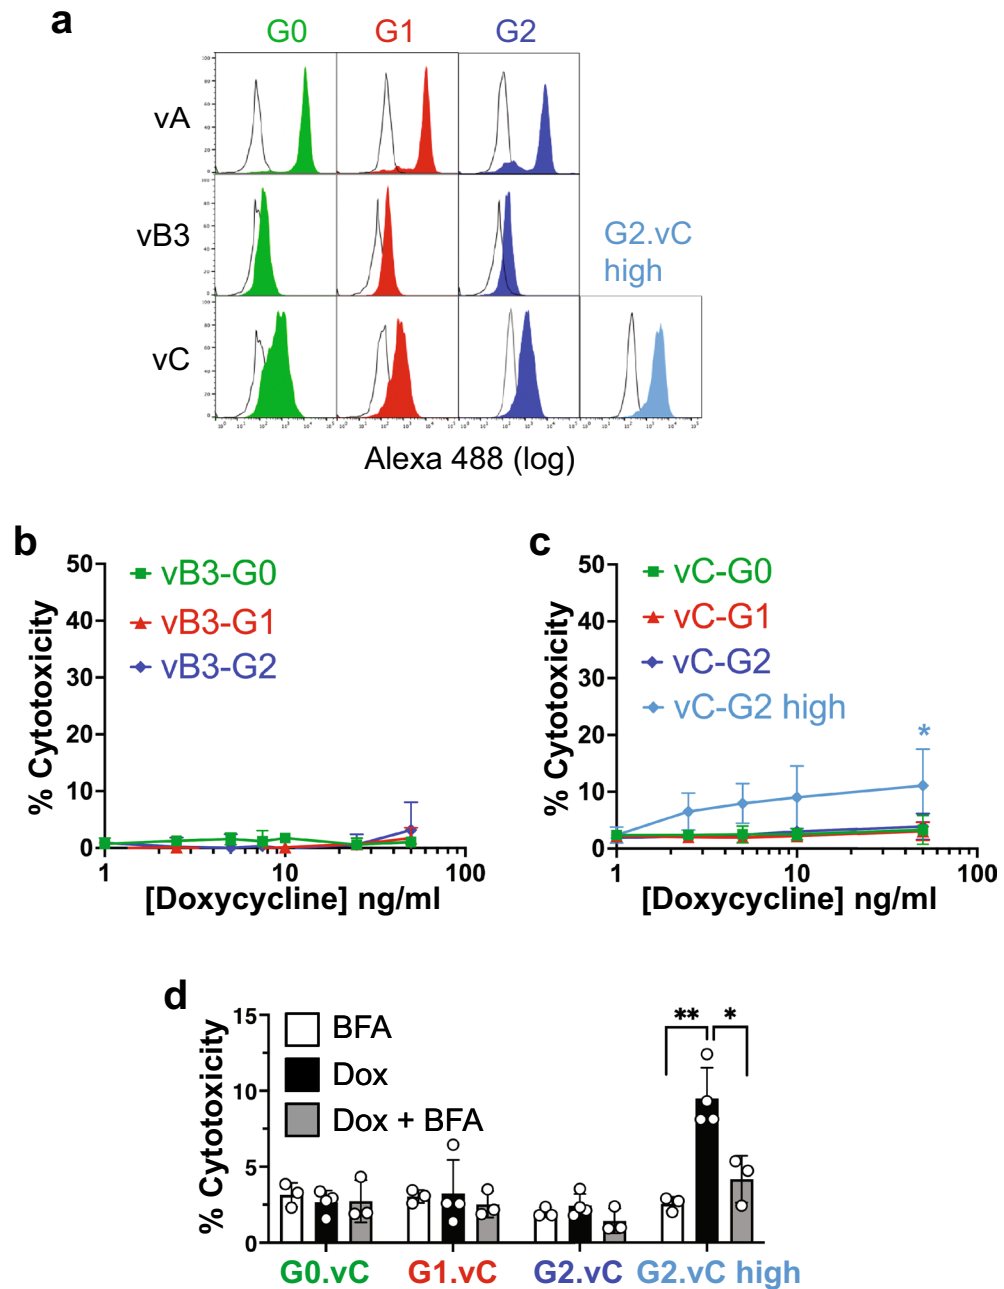 a
G0 G1 G2
vA
vB3
G2.vC
high
vC
Alexa 488 (log)
b
50
40
30
20
10
0
% Cytotoxicity
vB3-G0
vB3-G1
vB3-G2
1 10 100
[Doxycycline] ng/ml
c
50
40
30
20
10
0
% Cytotoxicity
vC-G0
vC-G1
vC-G2
vC-G2 high
*
1 10 100
[Doxycycline] ng/ml
d
15
10
5
0
% Cytotoxicity
BFA
Dox
Dox + BFA
** *
G0.vC G1.vC G2.vC G2.vC high